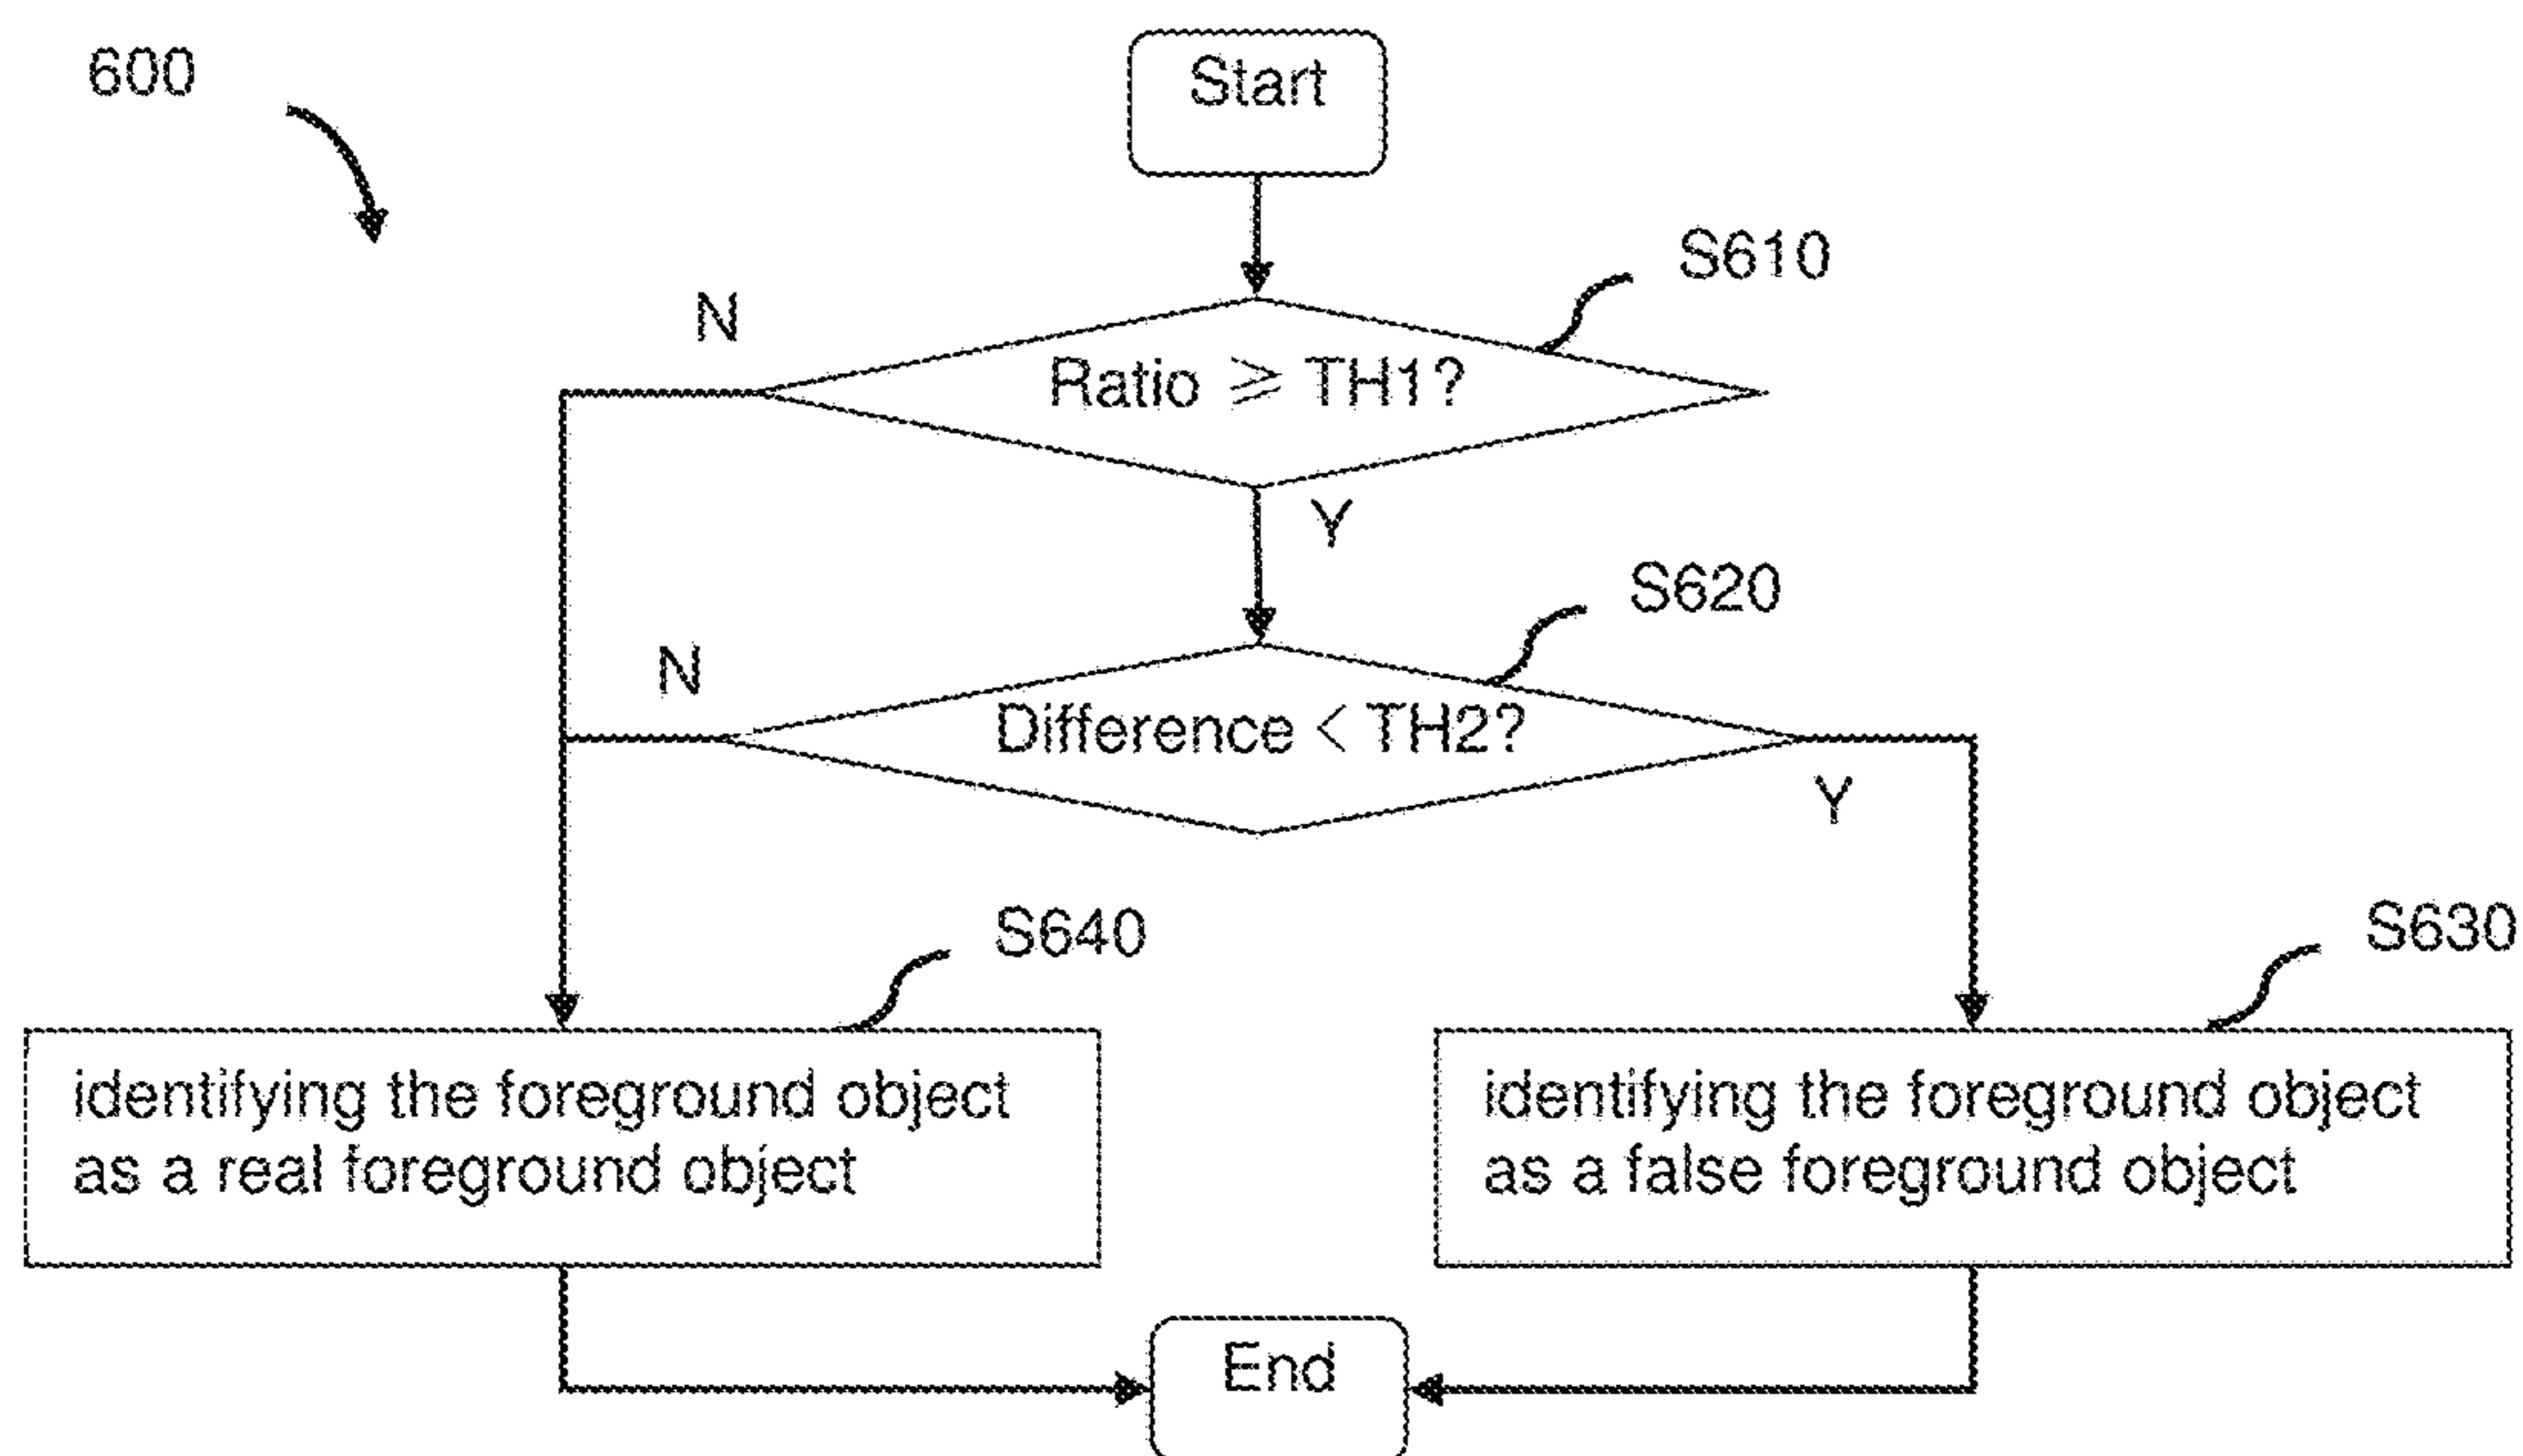 600
Start
S610
N
Ratio ⩾ TH1?
Y
S620
N
Difference < TH2?
Y
S640
S630
identifying the foreground object
as a real foreground object
identifying the foreground object
as a false foreground object
End